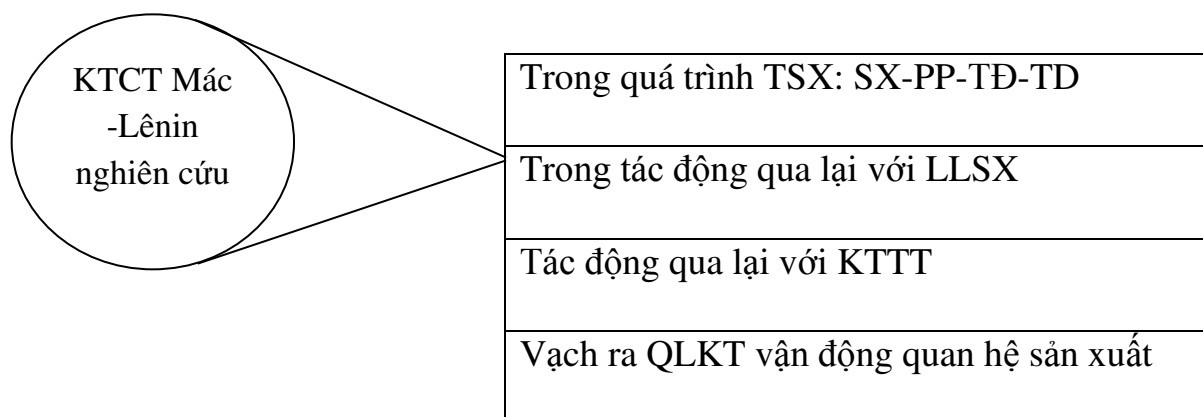 KTCT Mác
-Lênin
nghiên cứu
Trong quá trình TSX: SX-PP-TĐ-TD
Trong tác động qua lại với LLSX
Tác động qua lại với KTTT
Vạch ra QLKT vận động quan hệ sản xuất